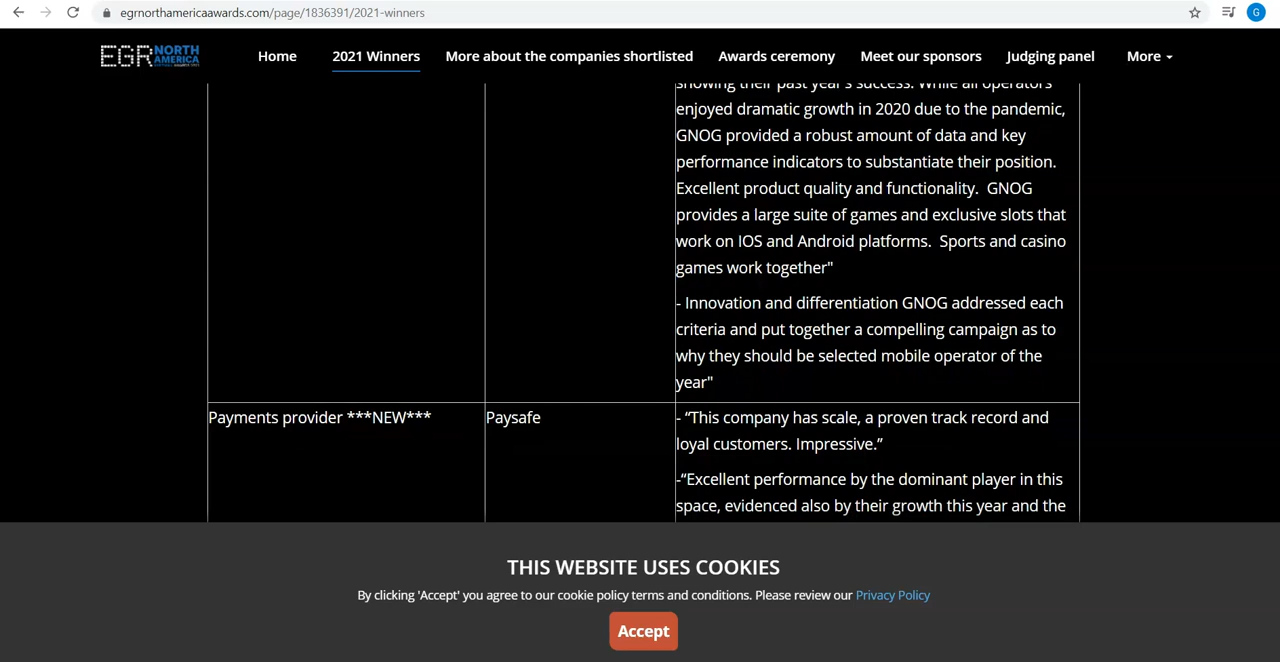 egrnorthamericaawards.com/page/1836391/2021-winners
G
EGR NORTH AMERICA
Home
2021 Winners
More about the companies shortlisted
Awards ceremony
Meet our sponsors
Judging panel
More
showing their past year's success. While all operators
enjoyed dramatic growth in 2020 due to the pandemic,
GNOG provided a robust amount of data and key
performance indicators to substantiate their position.
Excellent product quality and functionality.  GNOG
provides a large suite of games and exclusive slots that
work on IOS and Android platforms.  Sports and casino
games work together"
- Innovation and differentiation GNOG addressed each
criteria and put together a compelling campaign as to
why they should be selected mobile operator of the
year"
Payments provider ***NEW***
Paysafe
- “This company has scale, a proven track record and
loyal customers. Impressive.”
-“Excellent performance by the dominant player in this
space, evidenced also by their growth this year and the
THIS WEBSITE USES COOKIES
By clicking 'Accept' you agree to our cookie policy terms and conditions. Please review our Privacy Policy
Accept